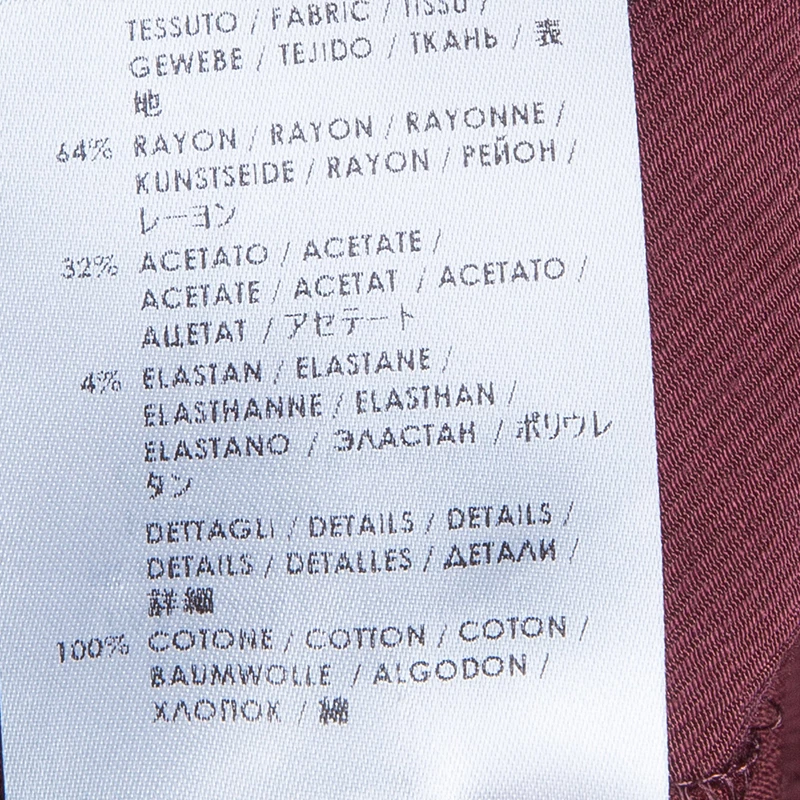 TESSUTO / FABRIC / TISSU /
GEWEBE / TEJIDO / ТКАНЬ / 表
地
64% RAYON / RAYON / RAYONNE /
KUNSTSEIDE / RAYON / РЕЙОН /
レーヨン
32% ACETATO / ACETATE /
ACETATE / ACETAT / ACETATO /
АЦЕТАТ / アセテート
4% ELASTAN / ELASTANE /
ELASTHANNE / ELASTHAN /
ELASTANO / ЭЛАСТАН / ポリウレ
タン
DETTAGLI / DETAILS / DETAILS /
DETAILS / DETALLES / ДЕТАЛИ /
詳細
100% COTONE / COTTON / COTON /
BAUMWOLLE / ALGODON /
ХЛОПОК / 綿